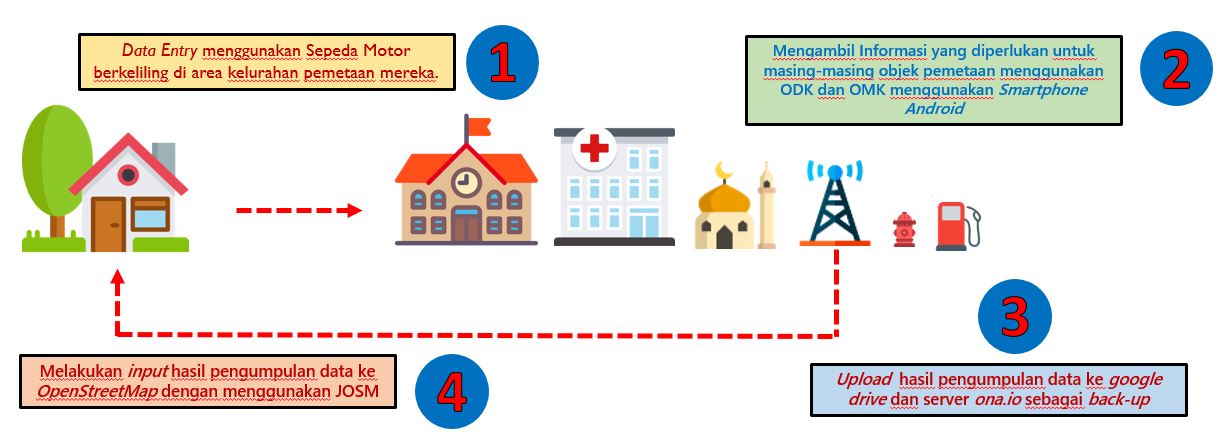 Data Entry menggunakan Sepeda Motor
berkeliling di area kelurahan pemetaan mereka.
1
Mengambil Informasi yang diperlukan untuk
masing-masing objek pemetaan menggunakan
ODK dan OMK menggunakan Smartphone
Android
2
3
Upload hasil pengumpulan data ke google
drive dan server ona.io sebagai back-up
Melakukan input hasil pengumpulan data ke
OpenStreetMap dengan menggunakan JOSM
4